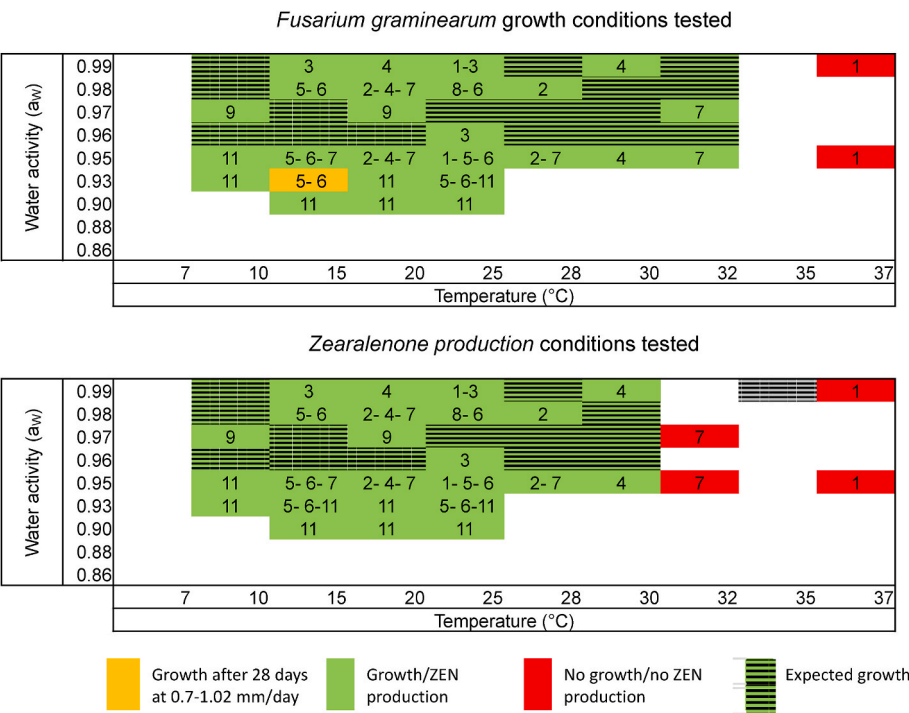 Fusarium graminearum growth conditions tested
Water activity (aW)
0.99 3 4 1-3 4 1
0.98 5- 6 2- 4- 7 8- 6 2
0.97 9 9 7
0.96 3
0.95 11 5- 6- 7 2- 4- 7 1- 5- 6 2- 7 4 7 1
0.93 11 5- 6 11 5- 6-11
0.90 11 11 11
0.88
0.86
7 10 15 20 25 28 30 32 35 37
Temperature (°C)
Zearalenone production conditions tested
Water activity (aW)
0.99 3 4 1-3 4 1
0.98 5- 6 2- 4- 7 8- 6 2
0.97 9 9 7
0.96 3
0.95 11 5- 6- 7 2- 4- 7 1- 5- 6 2- 7 4 7 1
0.93 11 5- 6-11 11 5- 6-11
0.90 11 11 11
0.88
0.86
7 10 15 20 25 28 30 32 35 37
Temperature (°C)
Growth after 28 days
at 0.7-1.02 mm/day
Growth/ZEN
production
No growth/no ZEN
production
Expected growth